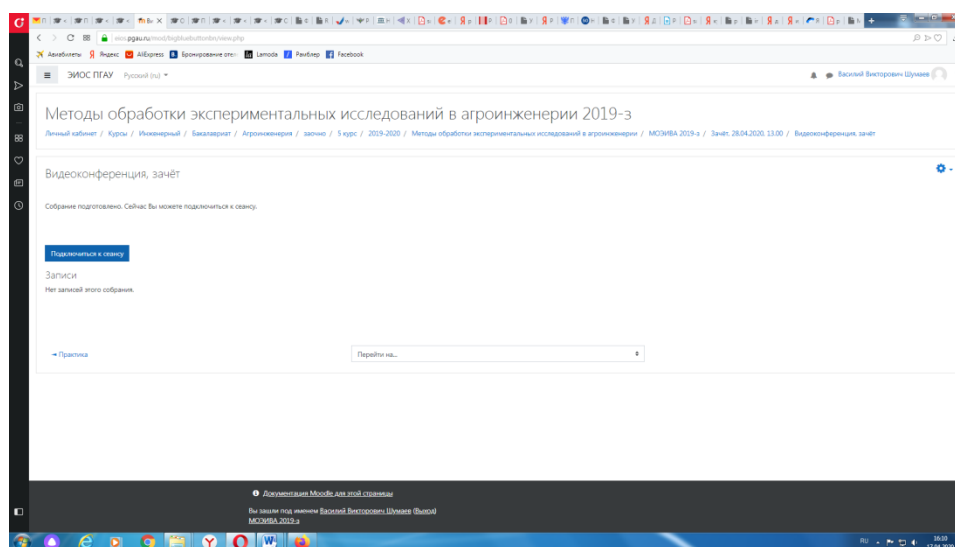 eios.pgau.ru/mod/bigbluebuttonbn/view.php
Авиабилеты Яндекс AliExpress Бронирование отел Lamoda Рамблер Facebook
ЭИОС ПГАУ Русский (ru)
Василий Викторович Шумаев
Методы обработки экспериментальных исследований в агроинженерии 2019-з
Личный кабинет / Курсы / Инженерный / Бакалавриат / Агроинженерия / заочно / 5 курс / 2019-2020 / Методы обработки экспериментальных исследований в агроинженерии / МОЭИВА 2019-з / Зачёт, 28.04.2020, 13.00 / Видеоконференция, зачёт
Видеоконференция, зачёт
Собрание подготовлено. Сейчас Вы можете подключиться к сеансу.
Подключиться к сеансу
Записи
Нет записей этого собрания.
Практика
Перейти на...
Документация Moodle для этой страницы
Вы зашли под именем Василий Викторович Шумаев (Выход)
МОЭИВА 2019-з
RU
16:10
17.04.2020